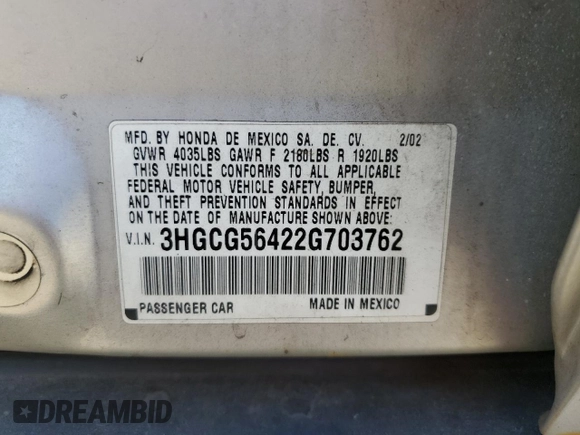 MFD. BY HONDA DE MEXICO SA. DE. CV. 2/02
GVWR 4035LBS GAWR F 2180LBS R 1920LBS
THIS VEHICLE CONFORMS TO ALL APPLICABLE
FEDERAL MOTOR VEHICLE SAFETY, BUMPER,
AND THEFT PREVENTION STANDARDS IN EFFECT
ON THE DATE OF MANUFACTURE SHOWN ABOVE:
V.I.N. 3HGCG56422G703762
PASSENGER CAR MADE IN MEXICO
DREAMBID